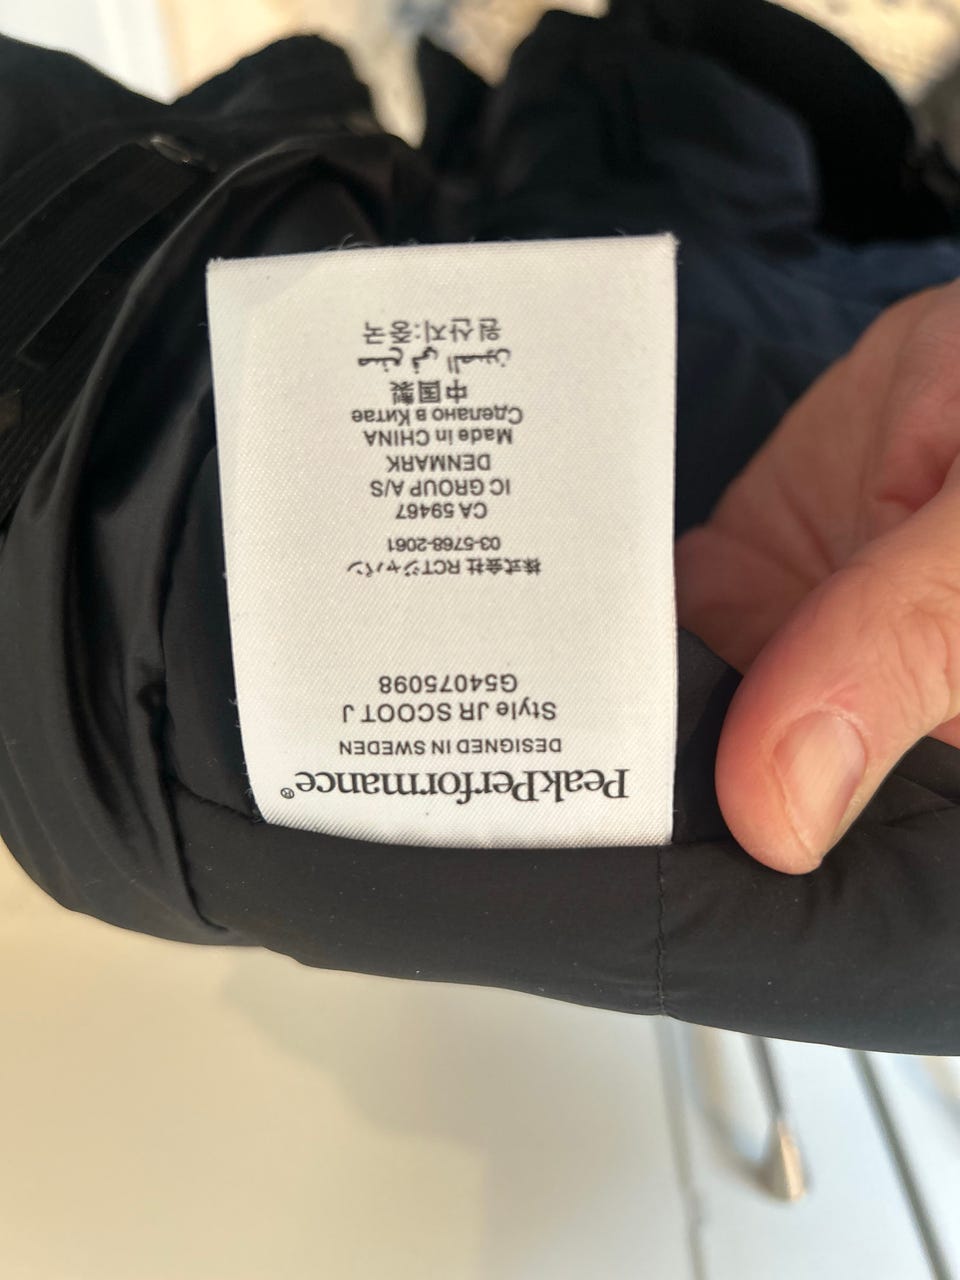 PeakPerformance®
DESIGNED IN SWEDEN
Style JR SCOOT J
G54075098
株式会社 RCTジャパン
03-5768-2061
CA 59467
IC GROUP A/S
DENMARK
Made in CHINA
Сделано в Китае
中国製
صنع في الصين
원산지:중국